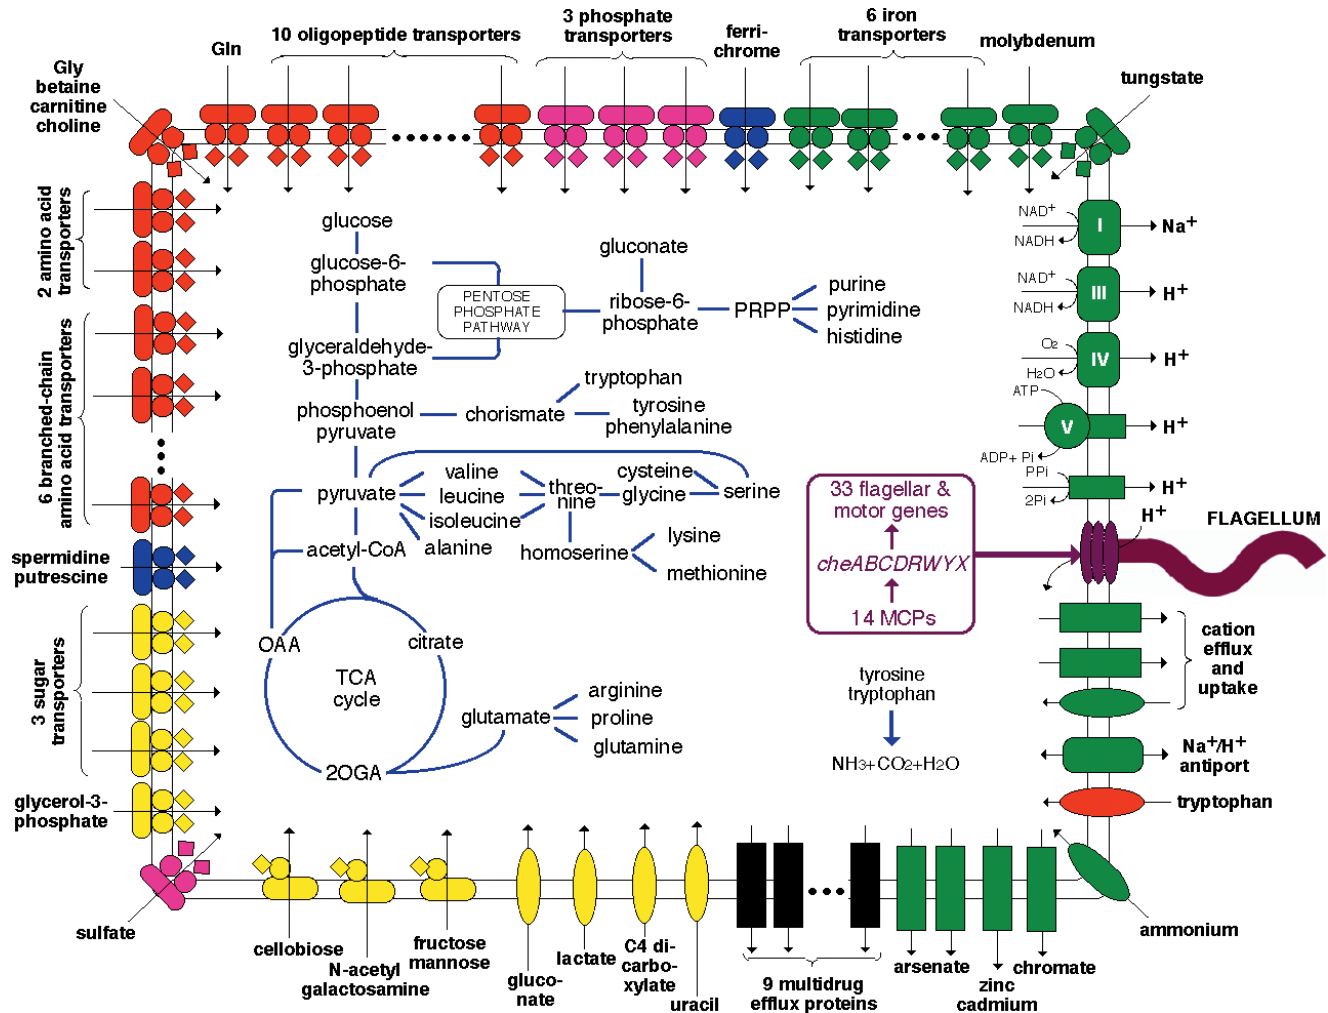 3 phosphate
transporters
6 iron
transporters
10 oligopeptide transporters
ferri-
chrome
molybdenum
Gln
tungstate
Gly
betaine
carnitine
choline
2 amino acid
transporters
6 branched-chain
amino acid transporters
spermidine
putrescine
3 sugar
transporters
glycerol-3-
phosphate
sulfate
glucose
glucose-6-
phosphate
PENTOSE
PHOSPHATE
PATHWAY
gluconate
ribose-6-
phosphate
PRPP
purine
pyrimidine
histidine
glyceraldehyde-
3-phosphate
phosphoenol
pyruvate
chorismate
tryptophan
tyrosine
phenylalanine
pyruvate
valine
leucine
isoleucine
alanine
threo-
nine
cysteine
glycine
serine
homoserine
lysine
methionine
acetyl-CoA
OAA
citrate
TCA
cycle
2OGA
glutamate
arginine
proline
glutamine
33 flagellar &
motor genes
cheABCDRWYX
14 MCPs
tyrosine
tryptophan
NH3+CO2+H2O
NAD+
NADH
I
Na+
NAD+
NADH
III
H+
O2
H2O
IV
H+
ATP
V
ADP+ Pi
H+
PPi
2Pi
H+
H+
FLAGELLUM
cation
efflux
and
uptake
Na+/H+
antiport
tryptophan
ammonium
cellobiose
N-acetyl
galactosamine
fructose
mannose
gluco-
nate
lactate
C4 di-
carbo-
xylate
uracil
9 multidrug
efflux proteins
arsenate
zinc
cadmium
chromate